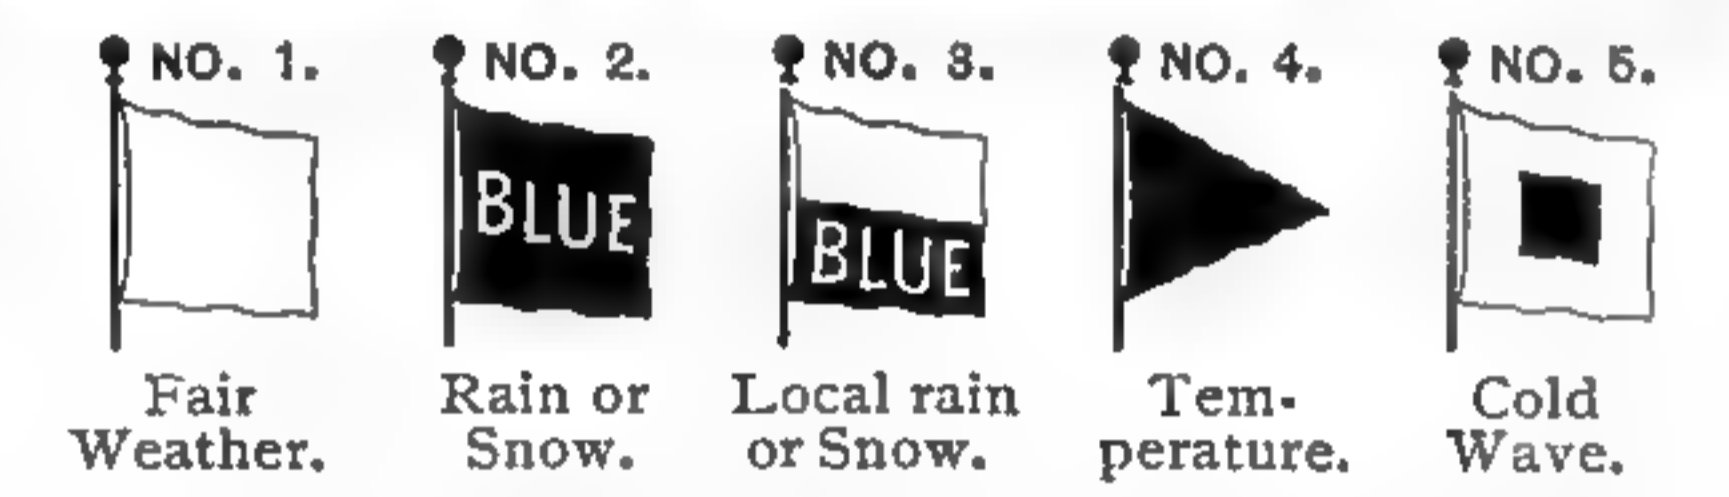 NO. 1. NO. 2. NO. 3. NO. 4. NO. 5.
BLUE
BLUE
Fair Weather.
Rain or Snow.
Local rain or Snow.
Tem-
perature.
Cold Wave.